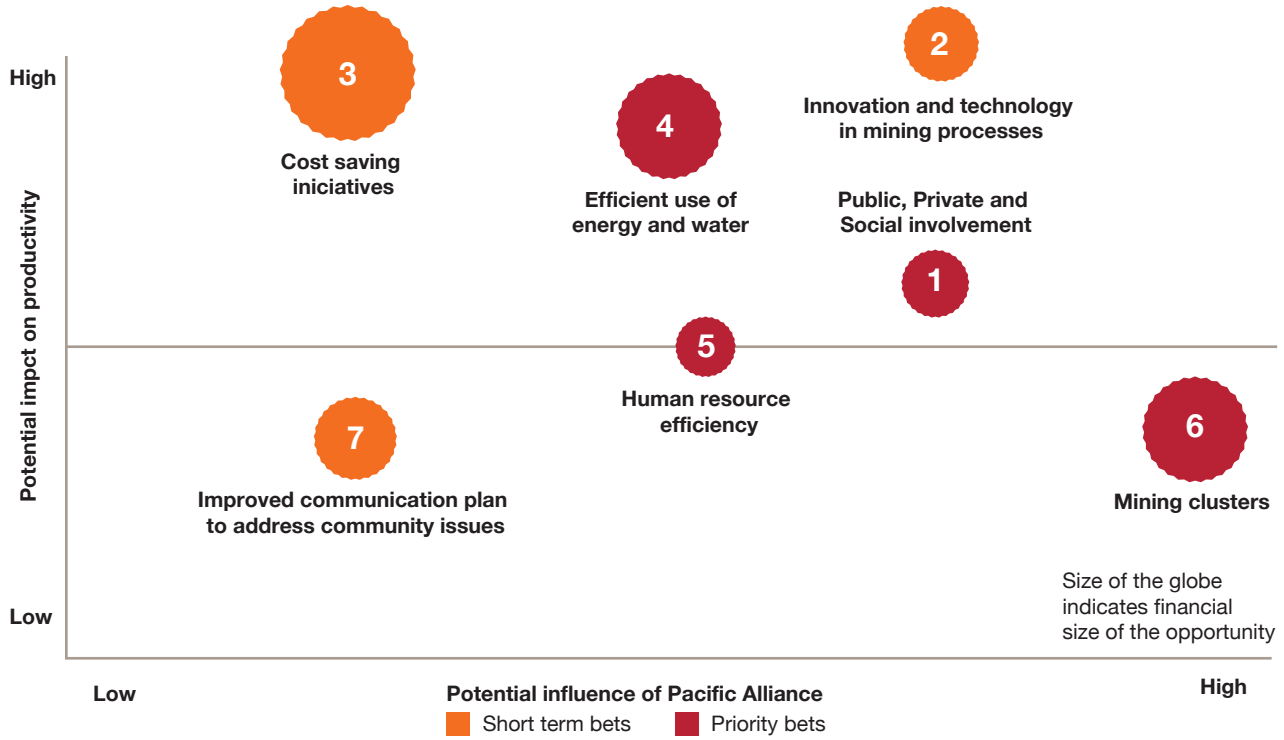 High
Low
Potential impct on productivity
3
Cost saving
iniciatives
4
Efficient use of
energy and water
2
Innovation and technology
in mining processes
Public, Private and
Social involvement
1
5
Human resource
efficiency
7
Improved communication plan
to address community issues
6
Mining clusters
Size of the globe
indicates financial
size of the opportunity
Low
Potential influence of Pacific Alliance
High
Short term bets
Priority bets